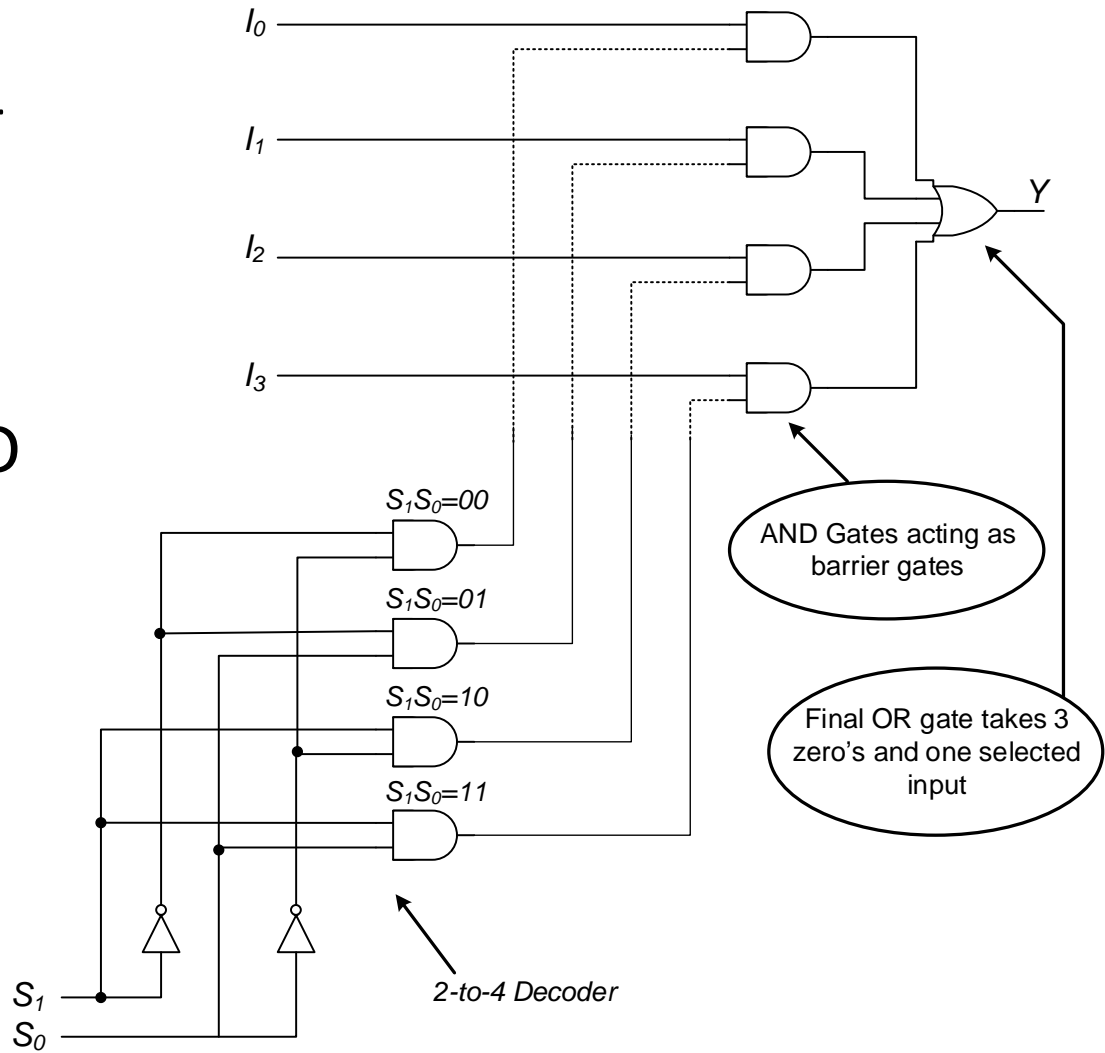 I0
I1
Y
I2
I3
S1S0=00
AND Gates acting as
barrier gates
S1S0=01
S1S0=10
Final OR gate takes 3
zero's and one selected
input
S1S0=11
2-to-4 Decoder
S1
S0